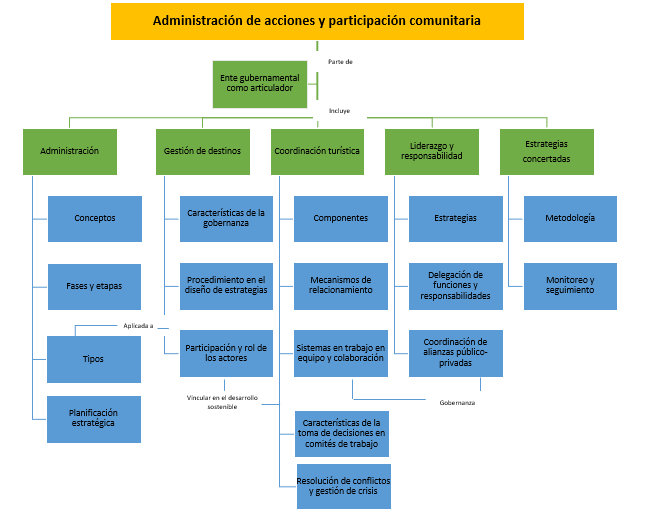 Administración de acciones y participación comunitaria
Parte de
Ente gubernamental
como articulador
Incluye
Administración
Gestión de destinos
Coordinación turística
Liderazgo y
responsabilidad
Estrategias
concertadas
Conceptos
Características de la
gobernanza
Componentes
Estrategias
Metodología
Fases y etapas
Procedimiento en el
diseño de estrategias
Mecanismos de
relacionamiento
Delegación de
funciones y
responsabilidades
Monitoreo y
seguimiento
Aplicada a
Tipos
Participación y rol de
los actores
Sistemas en trabajo en
equipo y colaboración
Coordinación de
alianzas público-
privadas
Vincular en el desarrollo
sostenible
Gobernanza
Planificación
estratégica
Características de la
toma de decisiones en
comités de trabajo
Resolución de conflictos
y gestión de crisis